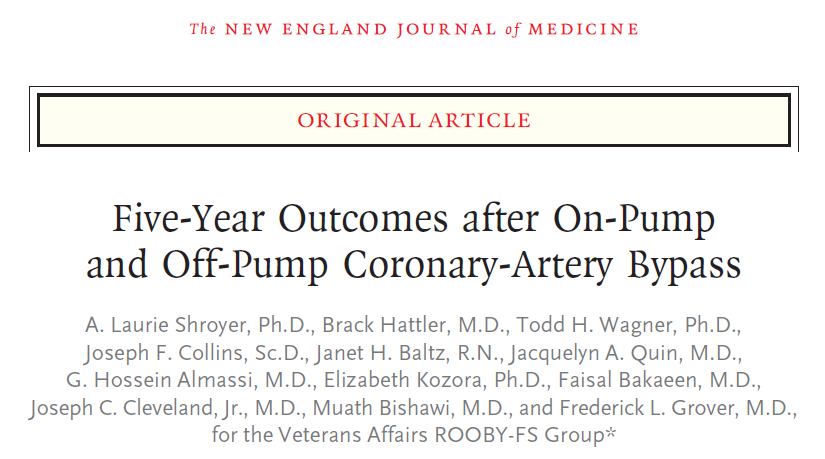 The NEW ENGLAND JOURNAL of MEDICINE
ORIGINAL ARTICLE
Five-Year Outcomes after On-Pump
and Off-Pump Coronary-Artery Bypass
A. Laurie Shroyer, Ph.D., Brack Hattler, M.D., Todd H. Wagner, Ph.D.,
Joseph F. Collins, Sc.D., Janet H. Baltz, R.N., Jacquelyn A. Quin, M.D.,
G. Hossein Almassi, M.D., Elizabeth Kozora, Ph.D., Faisal Bakaeen, M.D.,
Joseph C. Cleveland, Jr., M.D., Muath Bishawi, M.D., and Frederick L. Grover, M.D.,
for the Veterans Affairs ROOBY-FS Group*